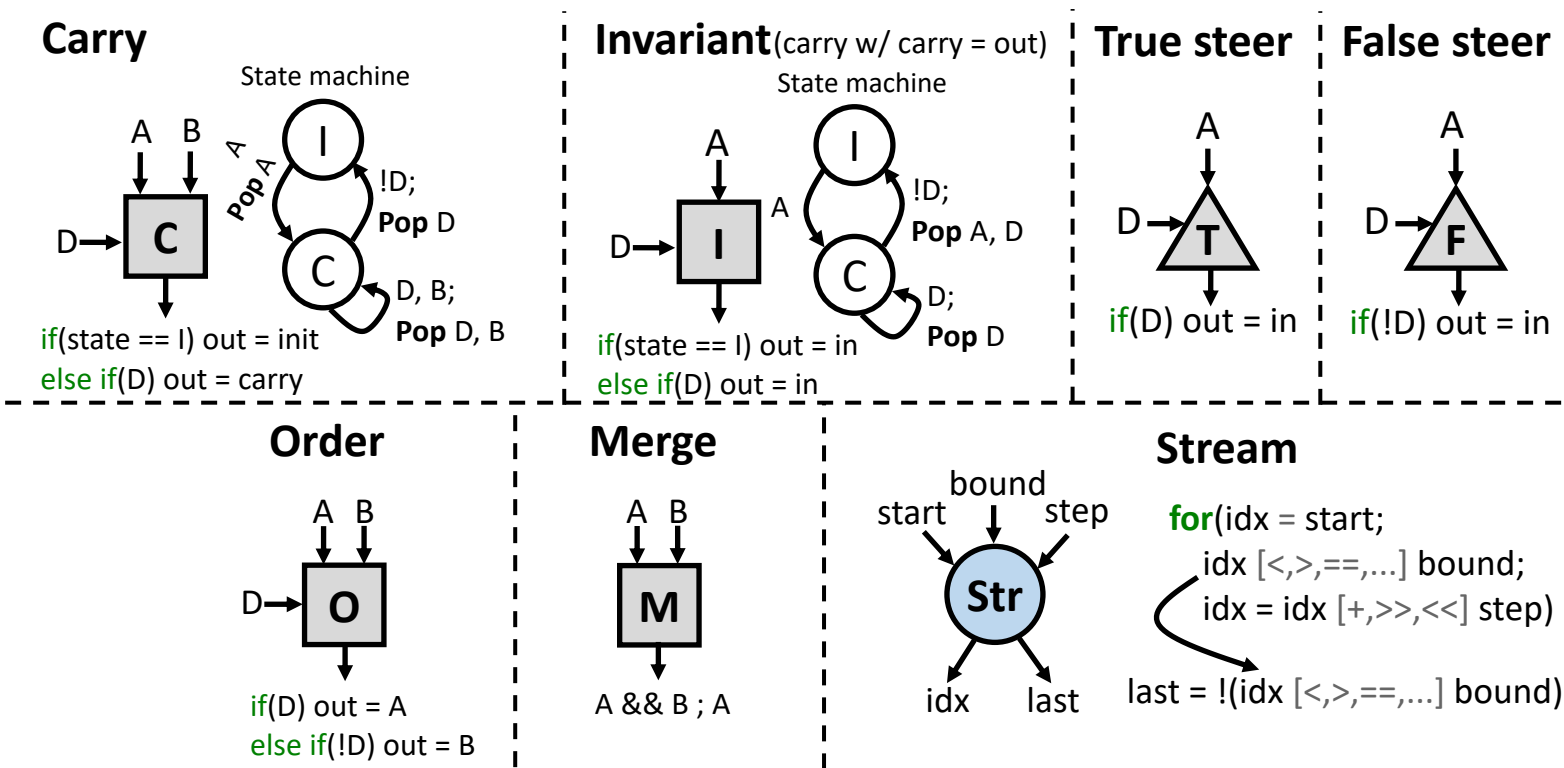 Carry
State machine
A B
I
A
Pop A
!D;
Pop D
D
C
C
D, B;
Pop D, B
if(state == I) out = init
else if(D) out = carry
Invariant(carry w/ carry = out)
State machine
A
I
A
!D;
Pop A, D
D
I
C
D;
Pop D
if(state == I) out = in
else if(D) out = in
True steer
A
D
T
if(D) out = in
False steer
A
D
F
if(!D) out = in
Order
A B
D
O
if(D) out = A
else if(!D) out = B
Merge
A B
M
A && B ; A
Stream
bound
start
step
Str
idx
last
for(idx = start;
idx [<,>,==,...] bound;
idx = idx [+,>>,<<] step)
last = !(idx [<,>,==,...] bound)